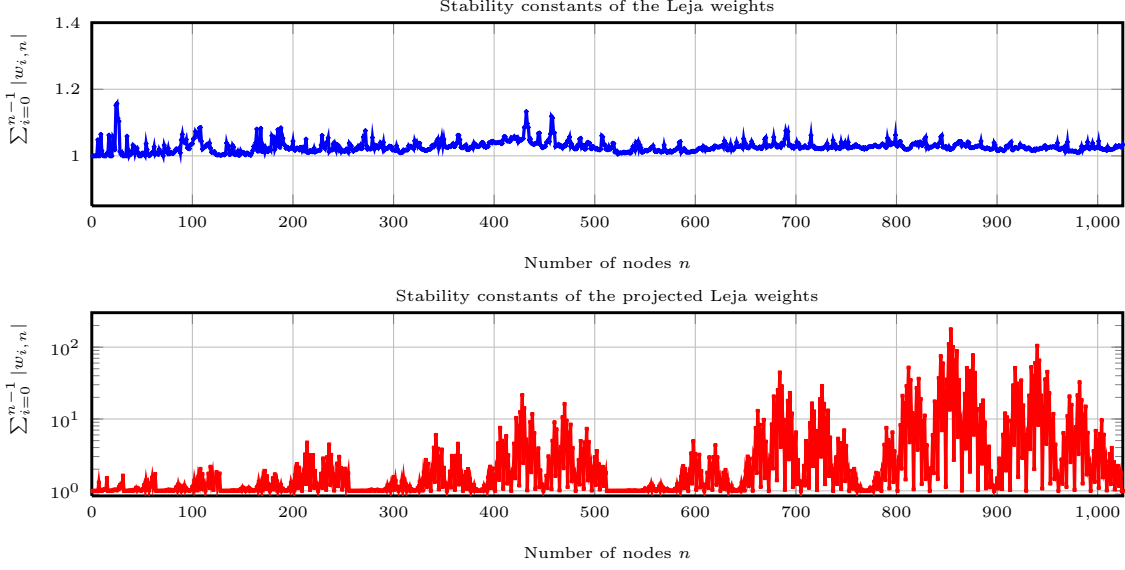 Stability constants of the Leja weights
1.4
1.2
1
∑_{i=0}^{n−1} |w_{i,n}|
0 100 200 300 400 500 600 700 800 900 1,000
Number of nodes n
Stability constants of the projected Leja weights
10^2
10^1
10^0
∑_{i=0}^{n−1} |w_{i,n}|
0 100 200 300 400 500 600 700 800 900 1,000
Number of nodes n